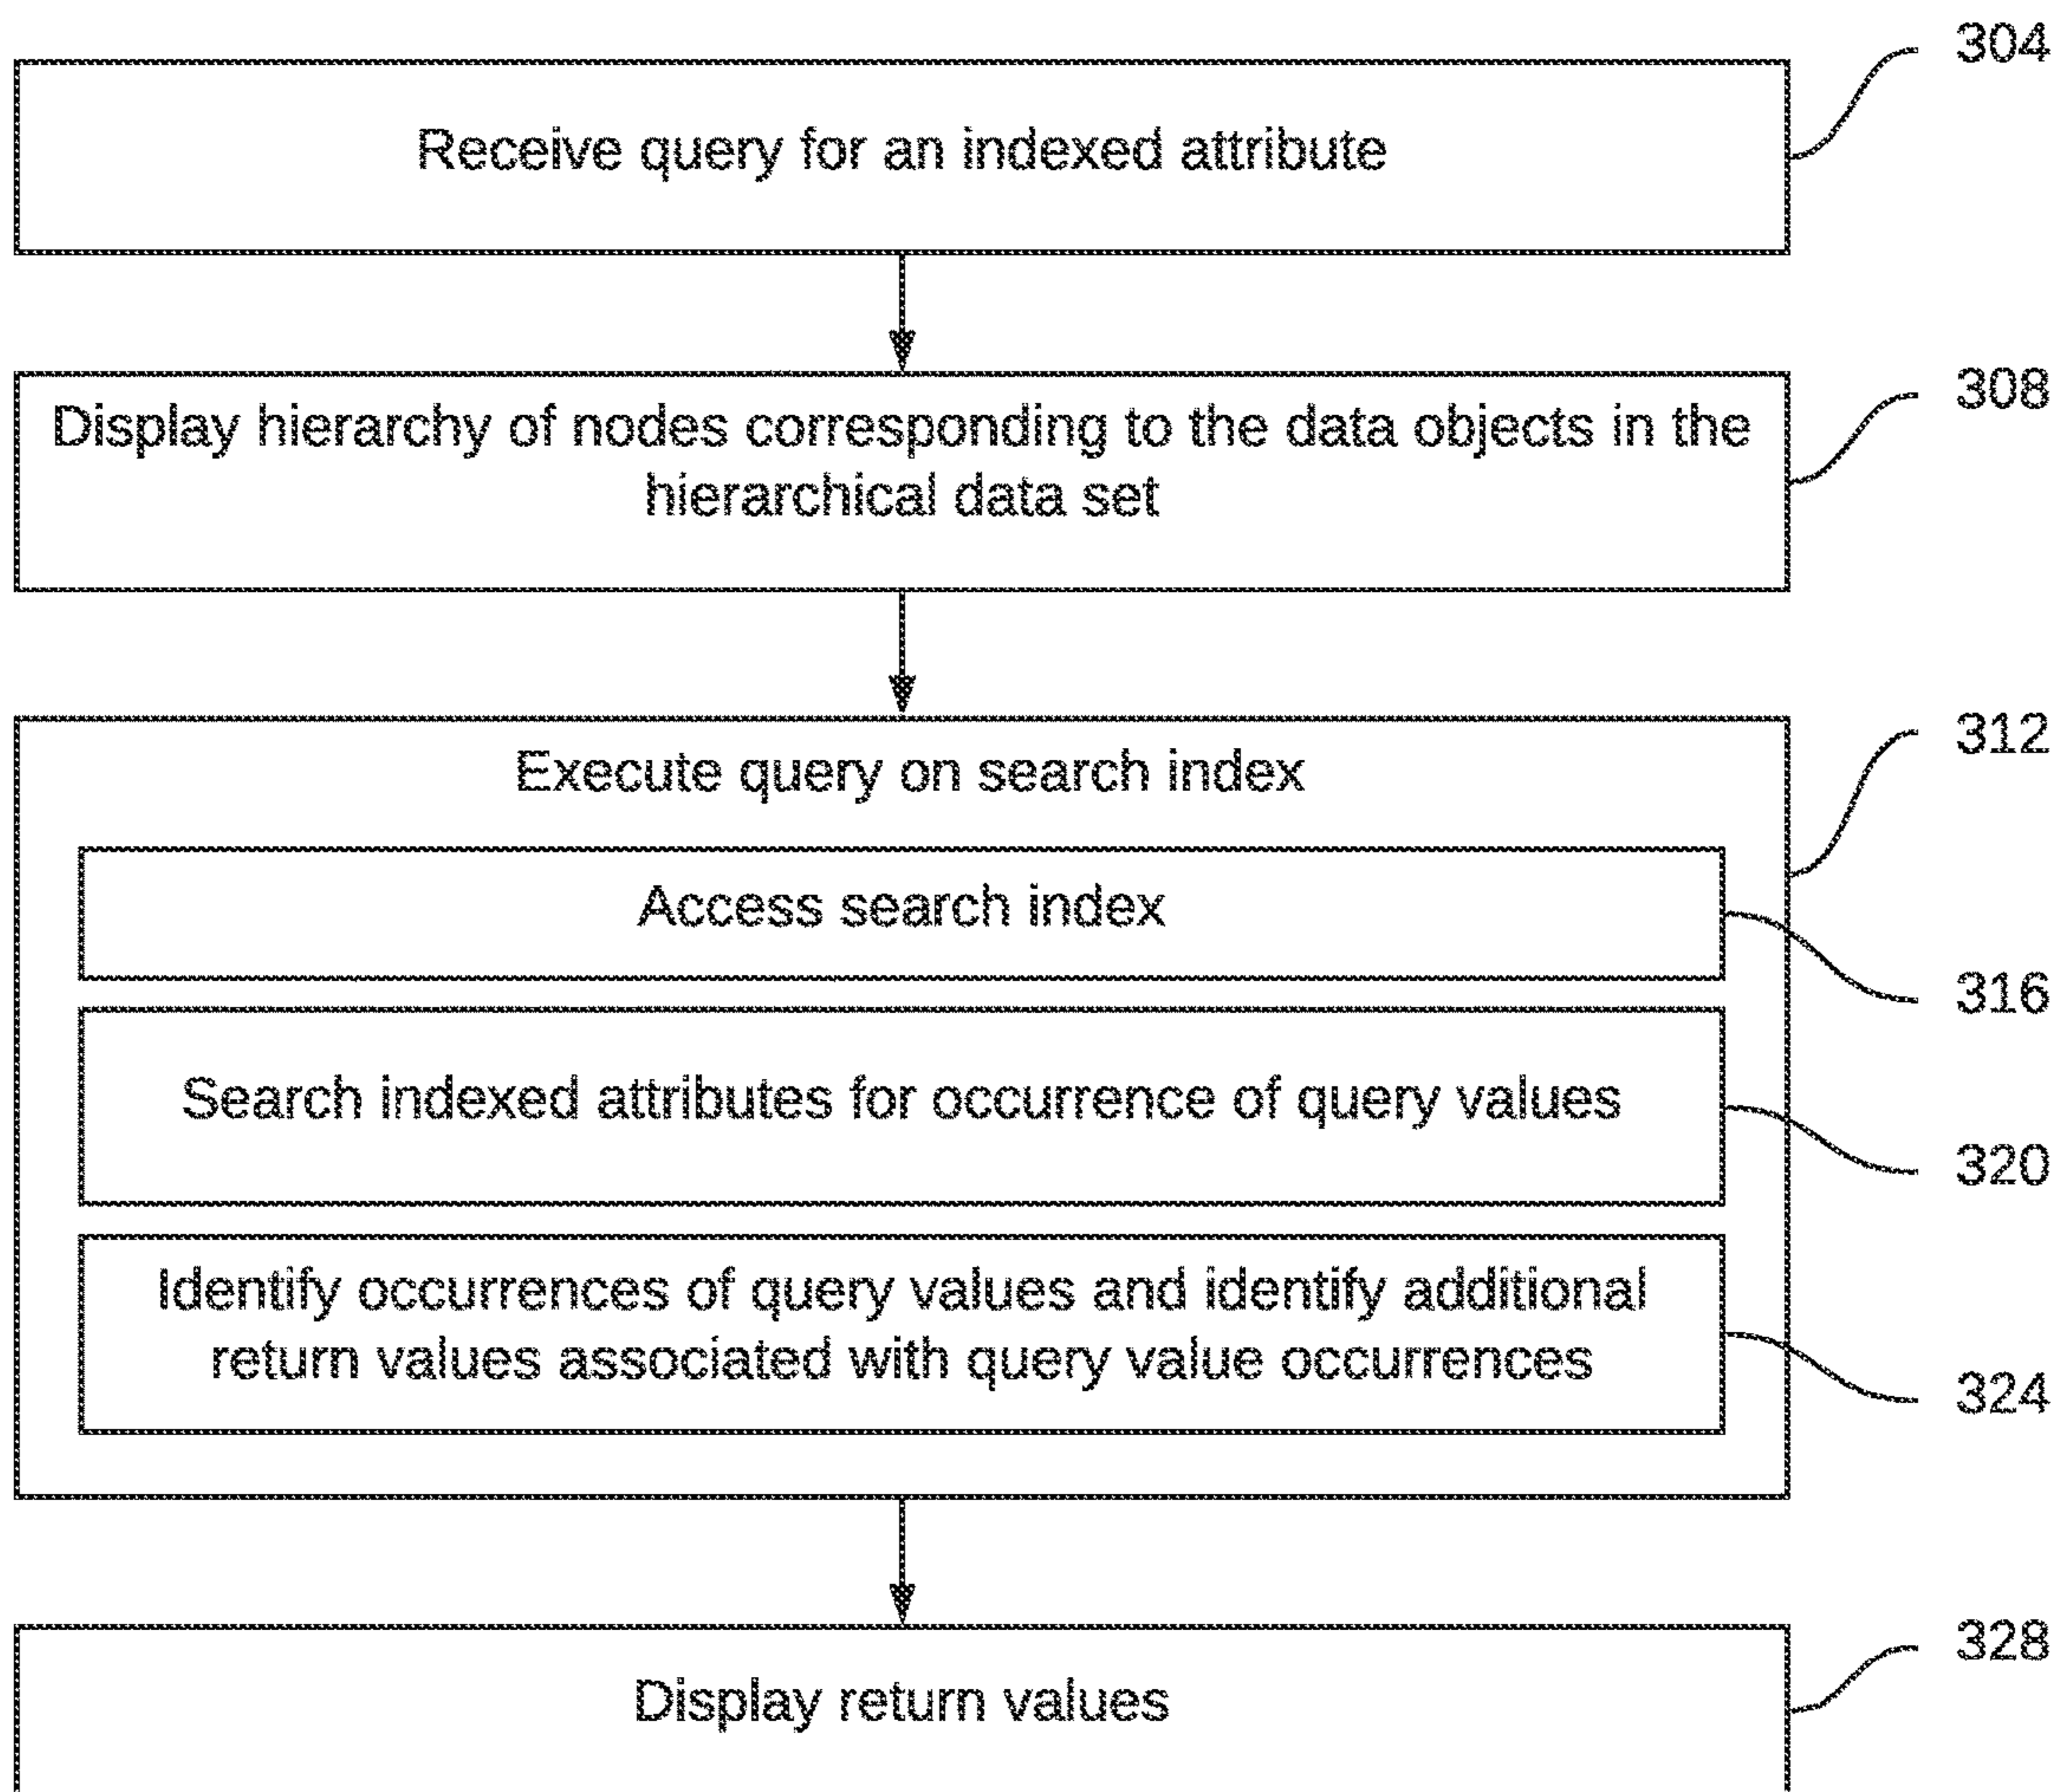 304
Receive query for an indexed attribute
308
Display hierarchy of nodes corresponding to the data objects in the
hierarchical data set
312
Execute query on search index
Access search index
316
Search indexed attributes for occurrence of query values
320
Identify occurrences of query values and identify additional
return values associated with query value occurrences
324
328
Display return values